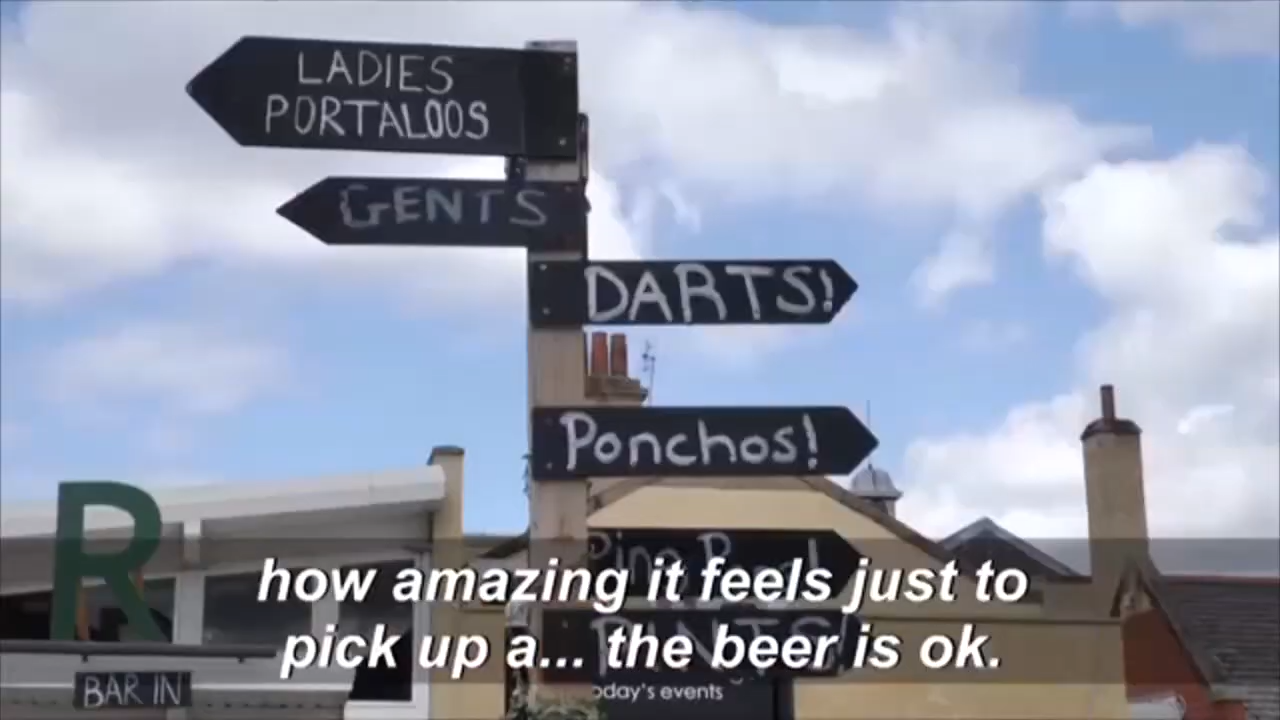 LADIES
PORTALOOS
GENTS
DARTS!
Ponchos!
R
how amazing it feels just to
pick up a... the beer is ok.
PINTS!
BAR IN
oday's events